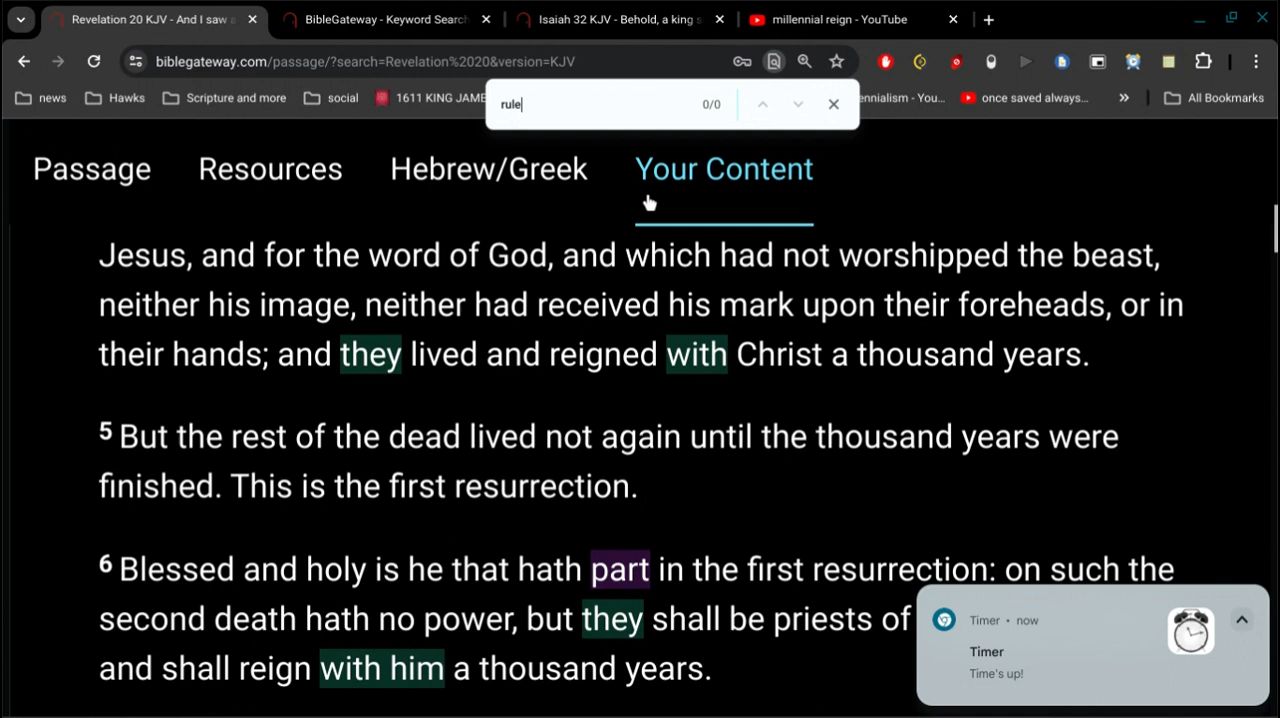 Revelation 20 KJV - And I saw a
BibleGateway - Keyword Search
Isaiah 32 KJV - Behold, a king s
millennial reign - YouTube
biblegateway.com/passage/?search=Revelation%2020&version=KJV
news
Hawks
Scripture and more
social
1611 KING JAME
ennialism - You...
once saved always...
All Bookmarks
rule
0/0
Passage
Resources
Hebrew/Greek
Your Content
Jesus, and for the word of God, and which had not worshipped the beast,
neither his image, neither had received his mark upon their foreheads, or in
their hands; and they lived and reigned with Christ a thousand years.
5 But the rest of the dead lived not again until the thousand years were
finished. This is the first resurrection.
6 Blessed and holy is he that hath part in the first resurrection: on such the
second death hath no power, but they shall be priests of
and shall reign with him a thousand years.
Timer • now
Timer
Time's up!